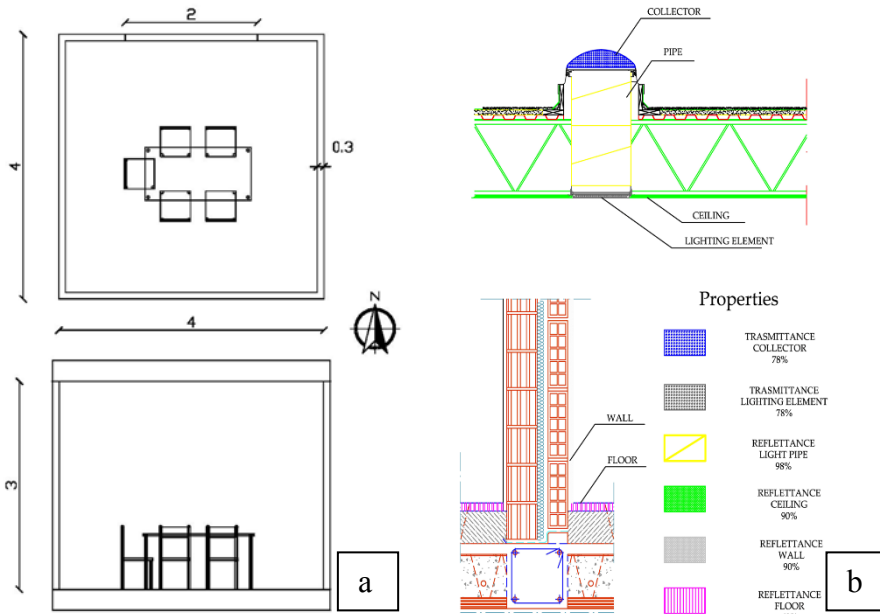 2
4
0.3
N
4
3
a
COLLECTOR
PIPE
CEILING
LIGHTING ELEMENT
WALL
FLOOR
Properties
TRASMITTANCE
COLLECTOR
78%
TRASMITTANCE
LIGHTING ELEMENT
78%
REFLETTANCE
LIGHT PIPE
98%
REFLETTANCE
CEILING
90%
REFLETTANCE
WALL
90%
REFLETTANCE
FLOOR
b